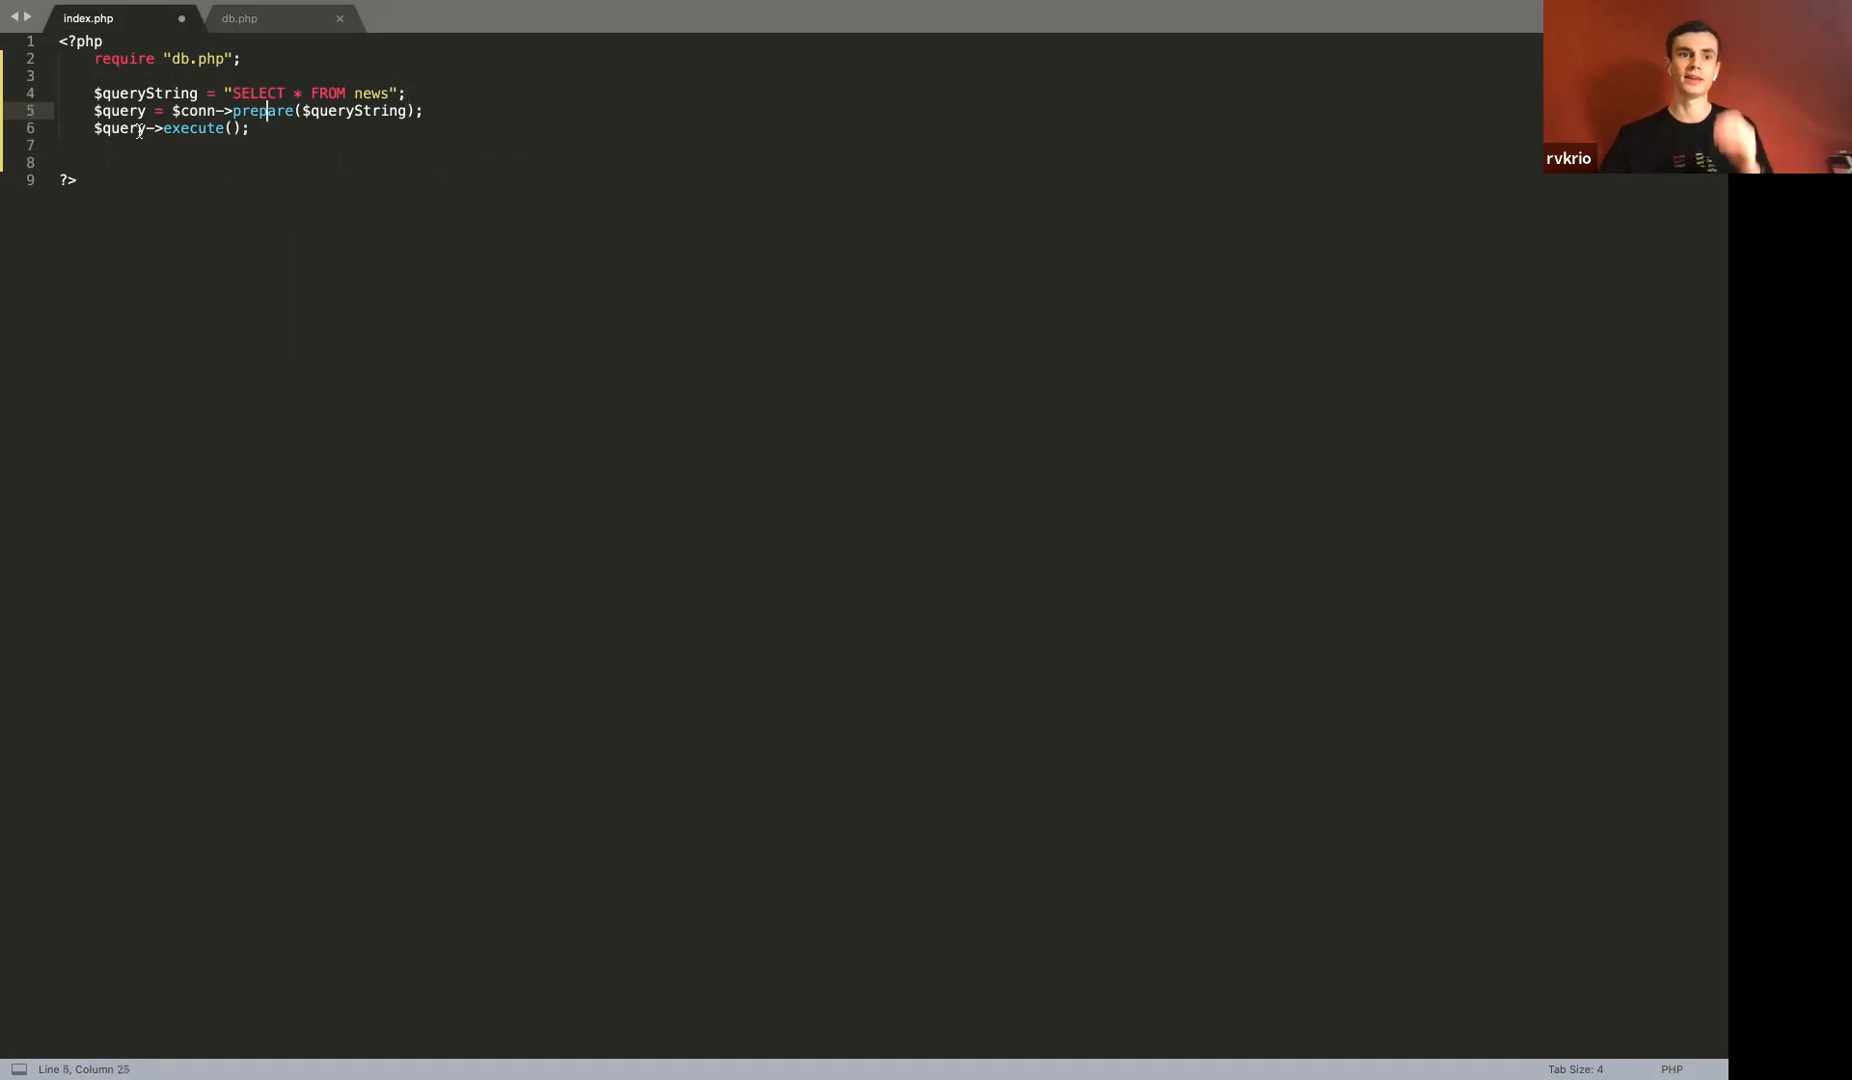 index.php
db.php
1 <?php
2 require "db.php";
3
4 $queryString = "SELECT * FROM news";
5 $query = $conn->prepare($queryString);
6 $query->execute();
7
8
9 ?>
rvkrio
Line 5, Column 25
Tab Size: 4
PHP